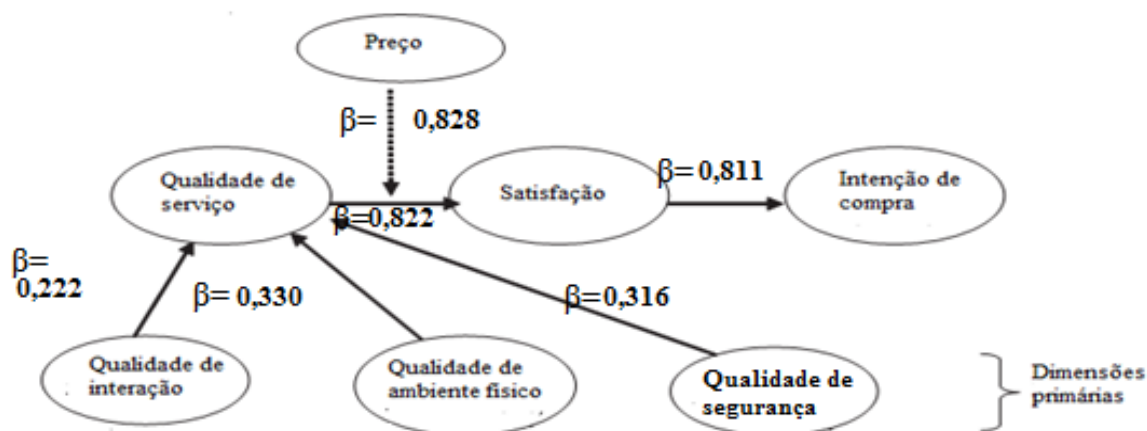 Preço
β= 0,828
Qualidade de
serviço
Satisfação
β= 0,811
Intenção de
compra
β=0,822
β=
0,222
β= 0,330
β=0,316
Qualidade de
interação
Qualidade de
ambiente físico
Qualidade de
segurança
Dimensões
primárias